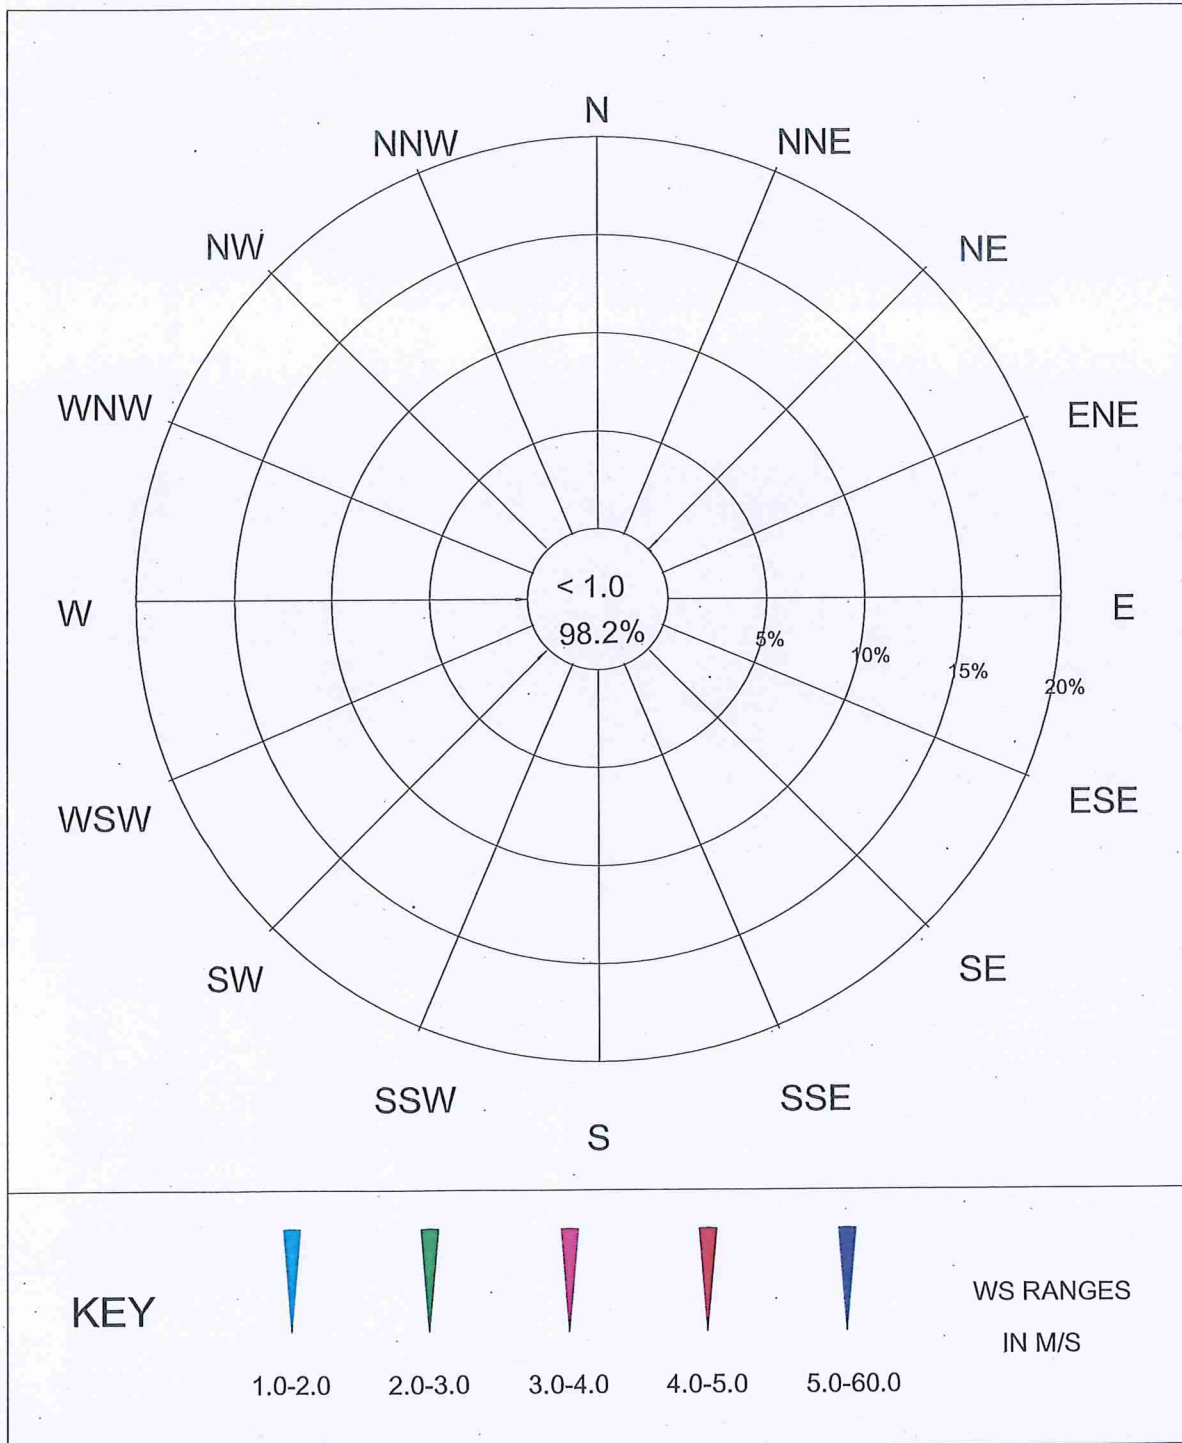 N
NNW
NNE
NW
NE
WNW
ENE
< 1.0
98.2%
W
E
5%
10%
15%
20%
WSW
ESE
SW
SE
SSW
SSE
S
KEY
WS RANGES
IN M/S
1.0-2.0
2.0-3.0
3.0-4.0
4.0-5.0
5.0-60.0